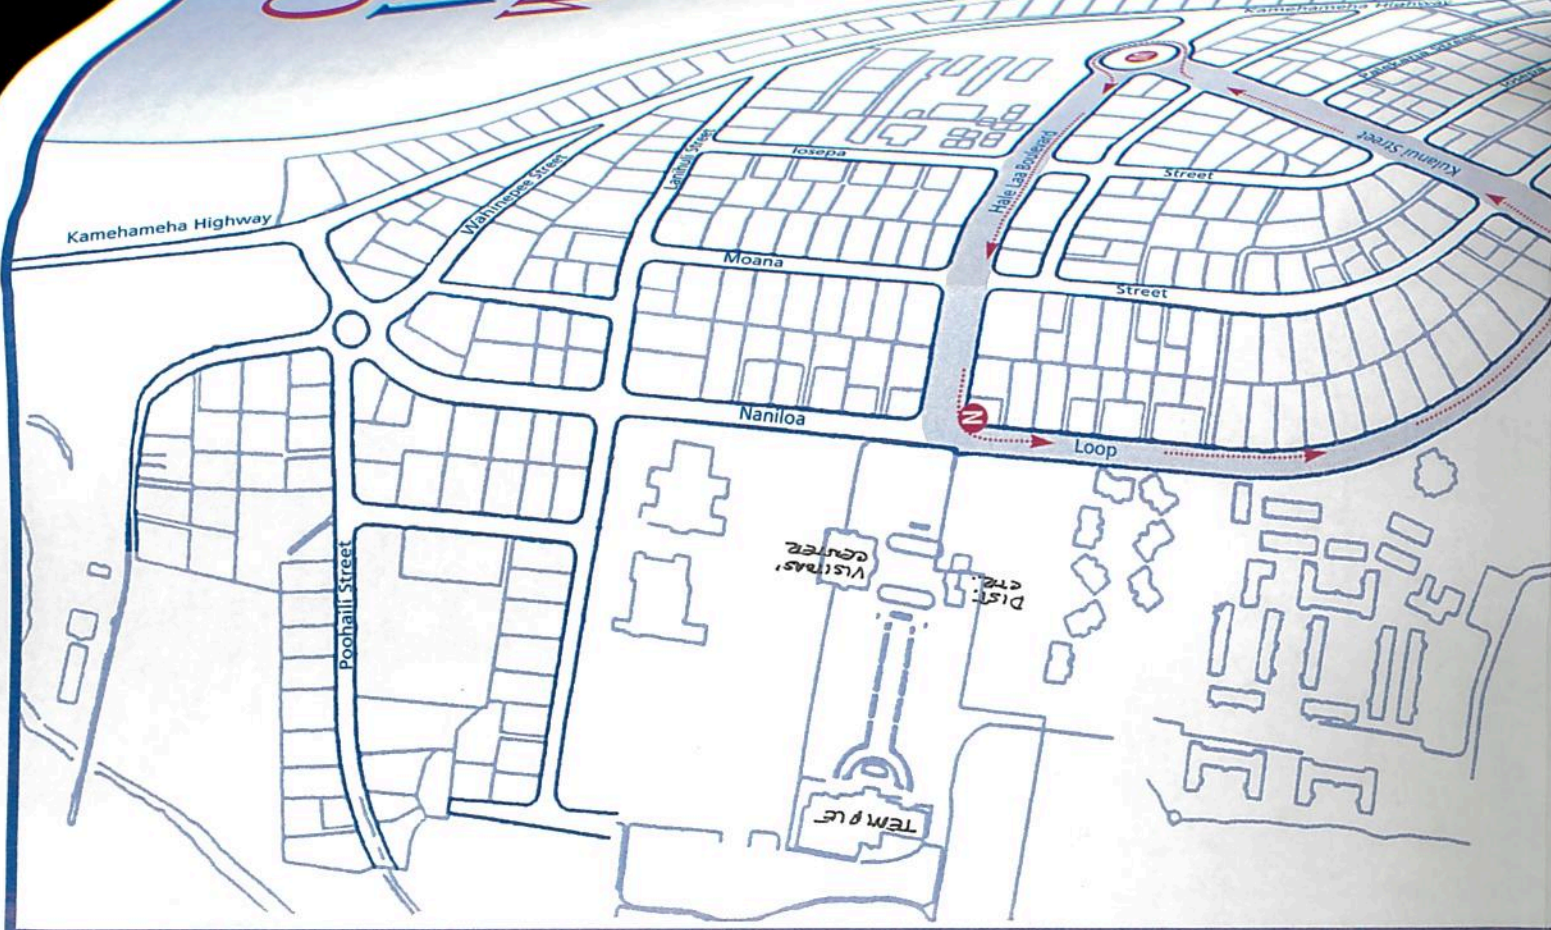 Kamehameha Highway
Kamehameha Highway
Wahinepee Street
Lanihuli Street
Iosepa
Street
Hale Laa Boulevard
Kulanui Street
Moana
Street
Naniloa
Loop
N
Poohaili Street
VISITORS'
CENTER
DIST.
CTR.
TEMPLE